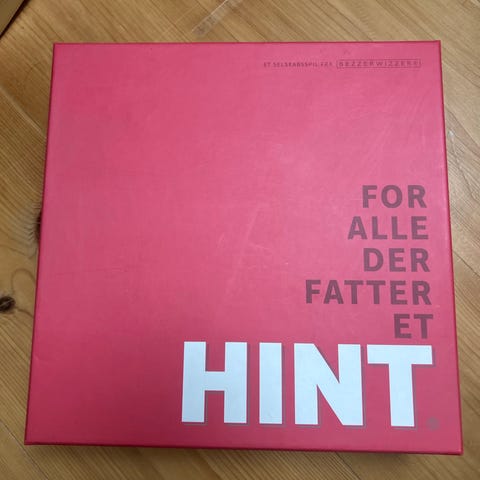 ET SELSKABSSPIL FRA BEZZERWIZZER®
FOR
ALLE
DER
FATTER
ET
HINT®